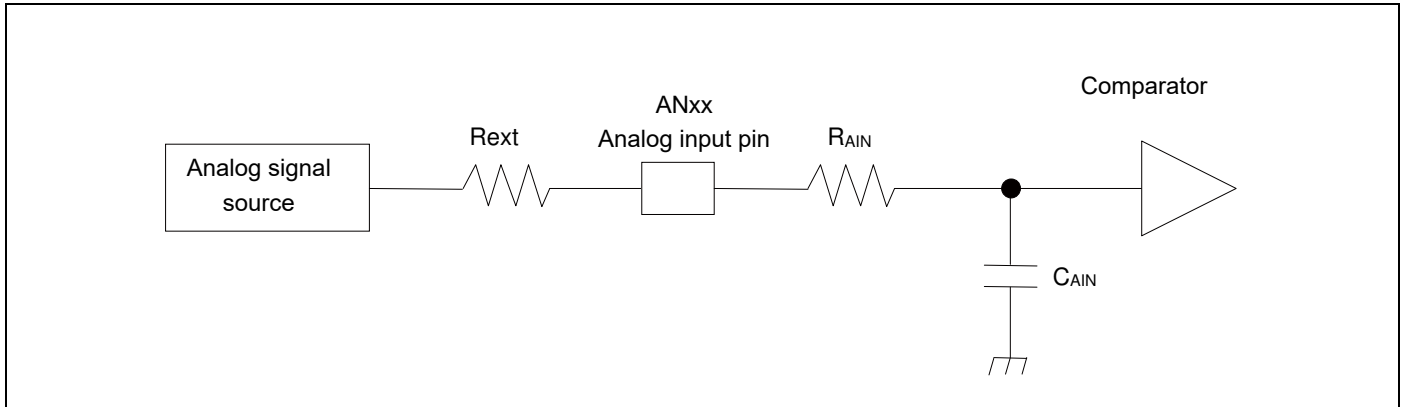 Comparator
ANxx
Analog input pin
Rext
RAIN
Analog signal
source
CAIN